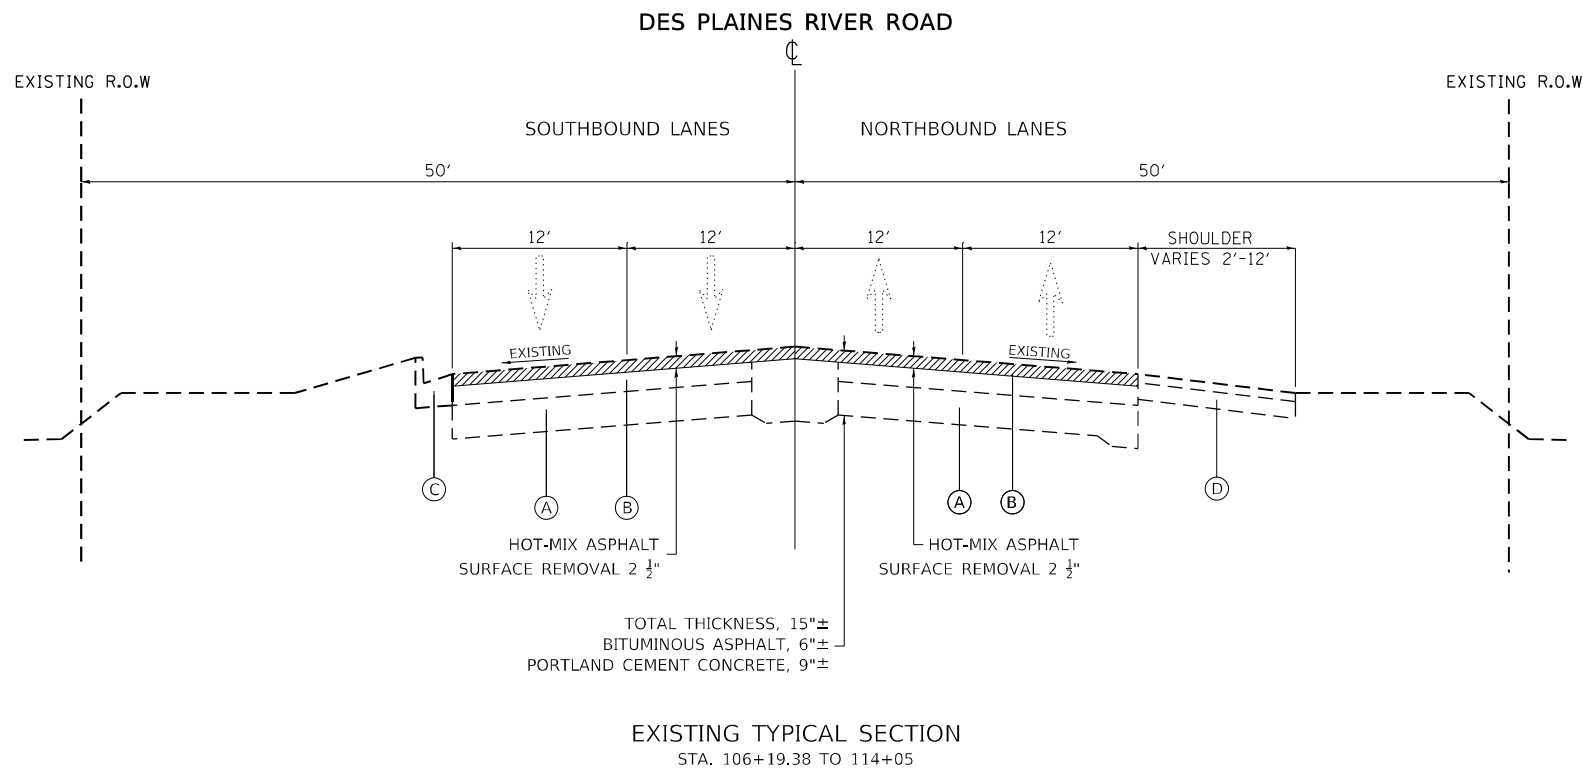 DES PLAINES RIVER ROAD
℄
EXISTING R.O.W
EXISTING R.O.W
SOUTHBOUND LANES
NORTHBOUND LANES
50'
50'
12'
12'
12'
12'
SHOULDER
VARIES 2'-12'
EXISTING
EXISTING
C
A
B
A
B
D
HOT-MIX ASPHALT
SURFACE REMOVAL 2 1/2"
HOT-MIX ASPHALT
SURFACE REMOVAL 2 1/2"
TOTAL THICKNESS, 15"±
BITUMINOUS ASPHALT, 6"±
PORTLAND CEMENT CONCRETE, 9"±
EXISTING TYPICAL SECTION
STA. 106+19.38 TO 114+05